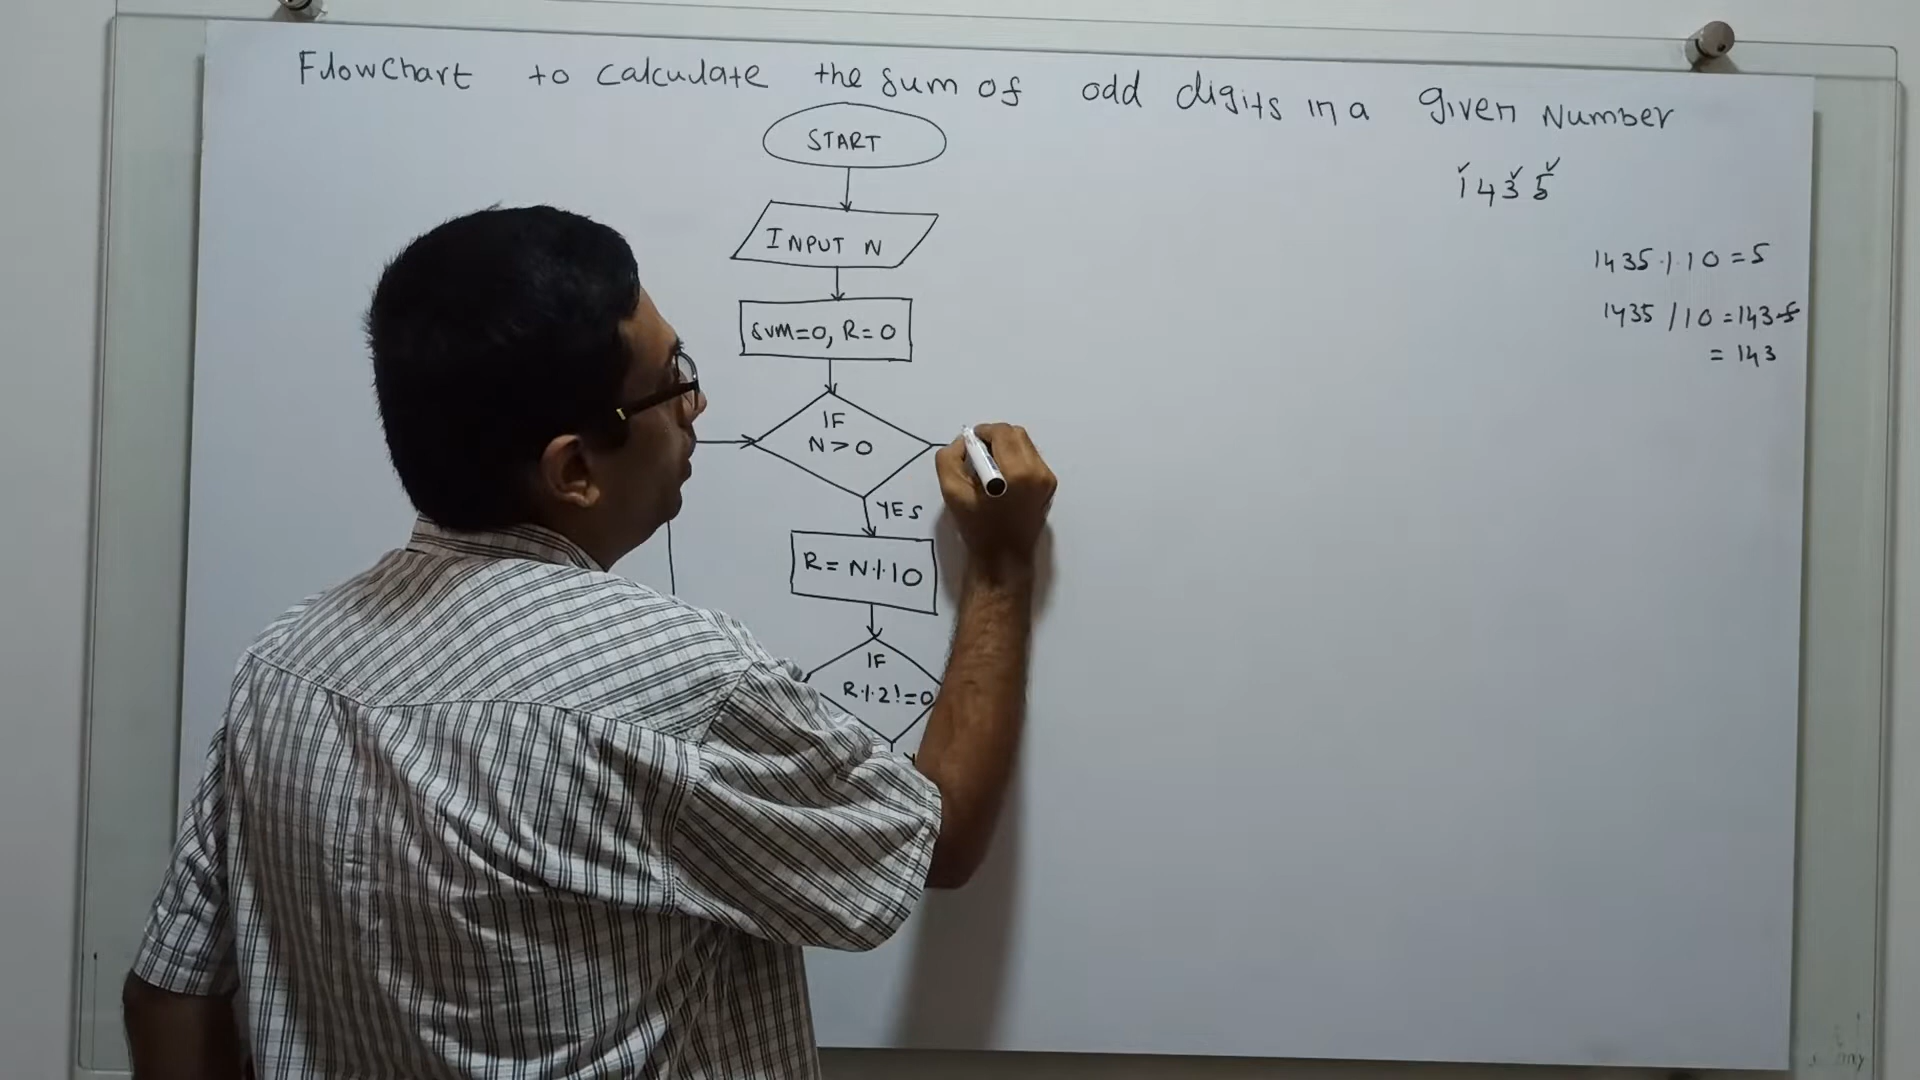 Flowchart to calculate the sum of odd digits in a given Number
START
INPUT N
sum=0, R=0
IF
N>0
YES
R=N%10
IF
R%2!=0
1435
1435%10=5
1435/10=143.5
=143